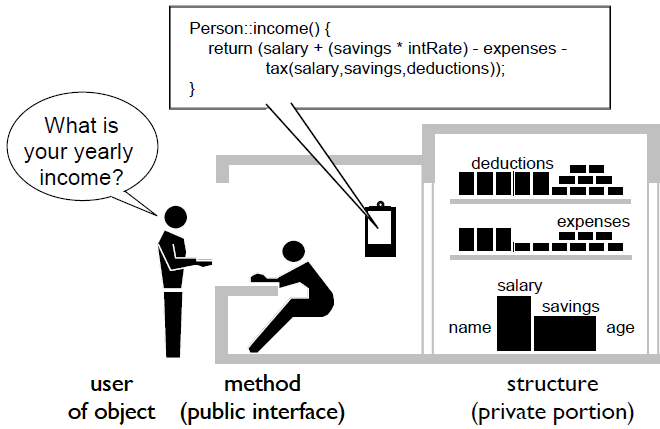 Person::income() {
return (salary + (savings * intRate) - expenses -
tax(salary,savings,deductions));
}
What is
your yearly
income?
deductions
expenses
salary
savings
name
age
user
of object
method
(public interface)
structure
(private portion)